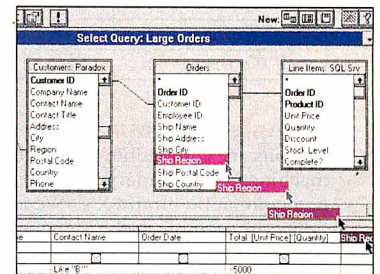 New:
Select Query: Large Orders
Customers: Paradox
Customer ID
Company Name
Contact Name
Contact Title
Address
City
Region
Postal Code
Country
Phone
Orders
*
Order ID
Customer ID
Employee ID
Ship Name
Ship Address
Ship City
Ship Region
Ship Postal Code
Ship Country
Line Items: SQL Srv
*
Order ID
Product ID
Unit Price
Quantity
Discount
Stock Level
Complete?
Ship Region
Ship Region
Contact Name
Order Date
Total: [Unit Price]*[Quantity]
Ship Reg
Like "B*"
>5000